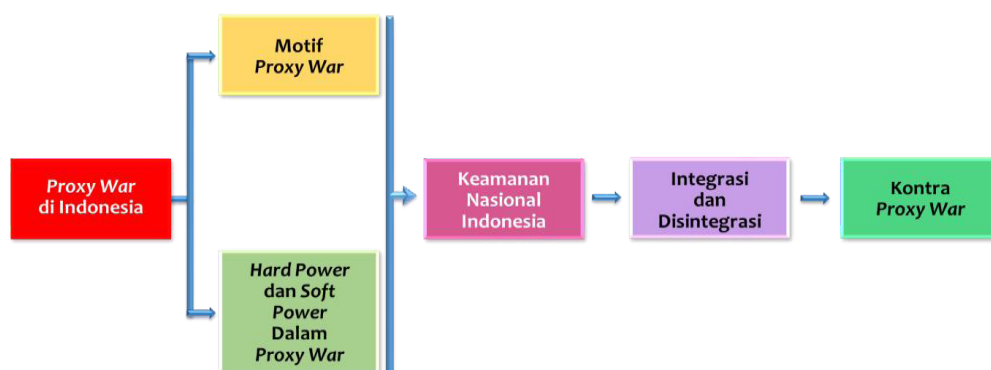 Proxy War
di Indonesia
Motif
Proxy War
Hard Power
dan Soft
Power
Dalam
Proxy War
Keamanan
Nasional
Indonesia
Integrasi
dan
Disintegrasi
Kontra
Proxy War